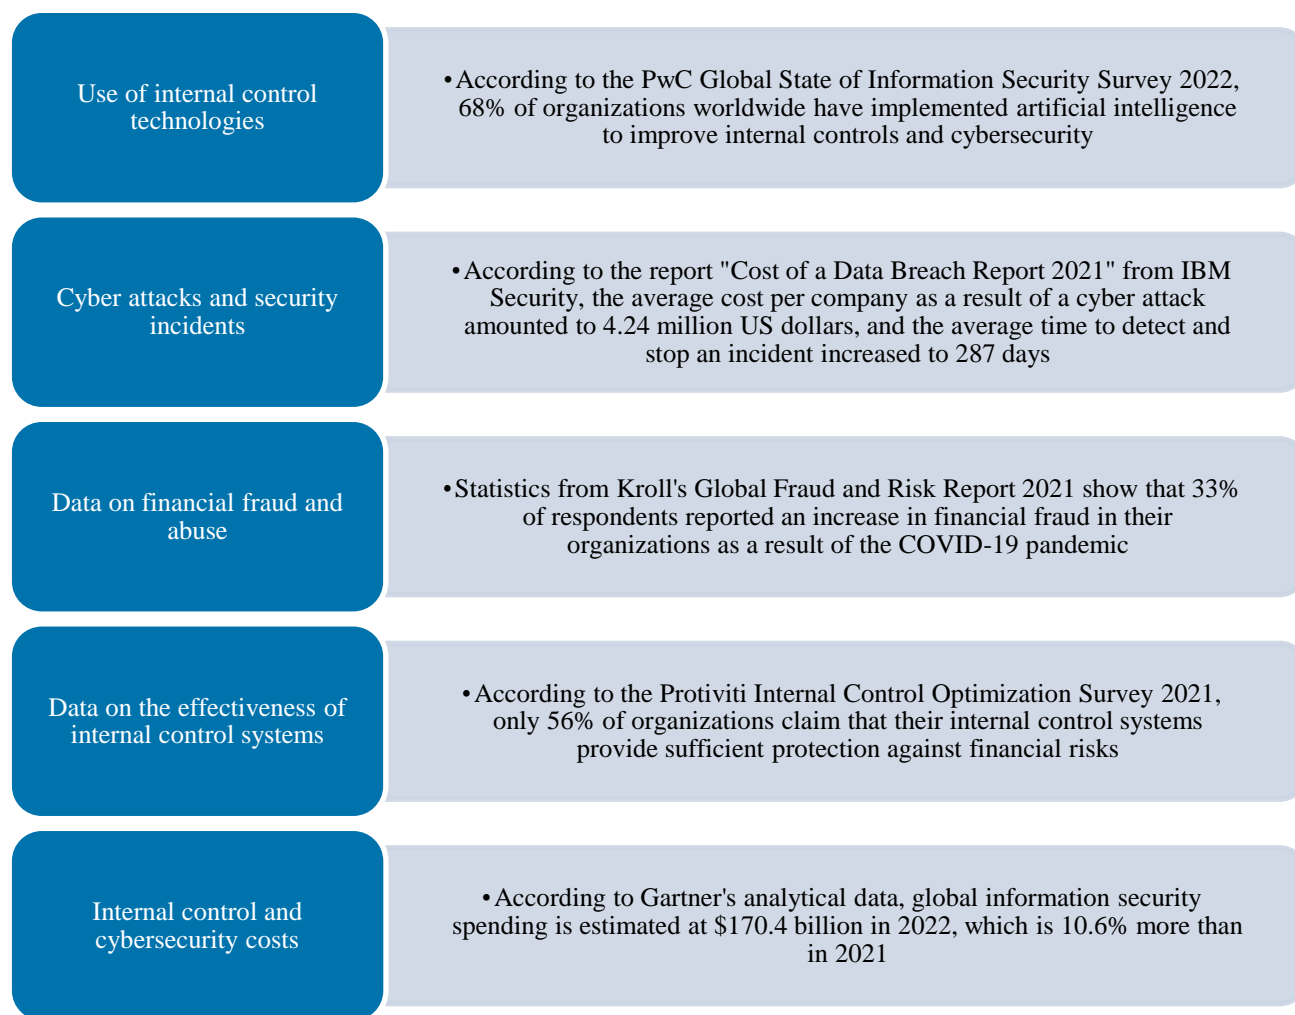 Use of internal control
technologies
•According to the PwC Global State of Information Security Survey 2022,
68% of organizations worldwide have implemented artificial intelligence
to improve internal controls and cybersecurity
Cyber attacks and security
incidents
•According to the report "Cost of a Data Breach Report 2021" from IBM
Security, the average cost per company as a result of a cyber attack
amounted to 4.24 million US dollars, and the average time to detect and
stop an incident increased to 287 days
Data on financial fraud and
abuse
•Statistics from Kroll's Global Fraud and Risk Report 2021 show that 33%
of respondents reported an increase in financial fraud in their
organizations as a result of the COVID-19 pandemic
Data on the effectiveness of
internal control systems
•According to the Protiviti Internal Control Optimization Survey 2021,
only 56% of organizations claim that their internal control systems
provide sufficient protection against financial risks
Internal control and
cybersecurity costs
•According to Gartner's analytical data, global information security
spending is estimated at $170.4 billion in 2022, which is 10.6% more than
in 2021